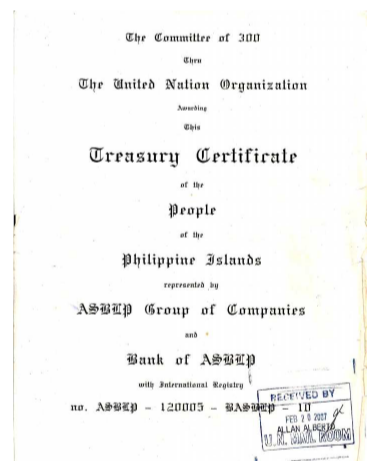 The Committee of 300
Thru
The United Nation Organization
Awarding
This
Treasury Certificate
of the
People
of the
Philippine Islands
represented by
ASBLP Group of Companies
and
Bank of ASBLP
with International Registry
no. ASBLP - 120005 - BASBLP - 10
RECEIVED BY
FEB 20 2007
ALLAN ALBERTO
U.N. MAIL ROOM